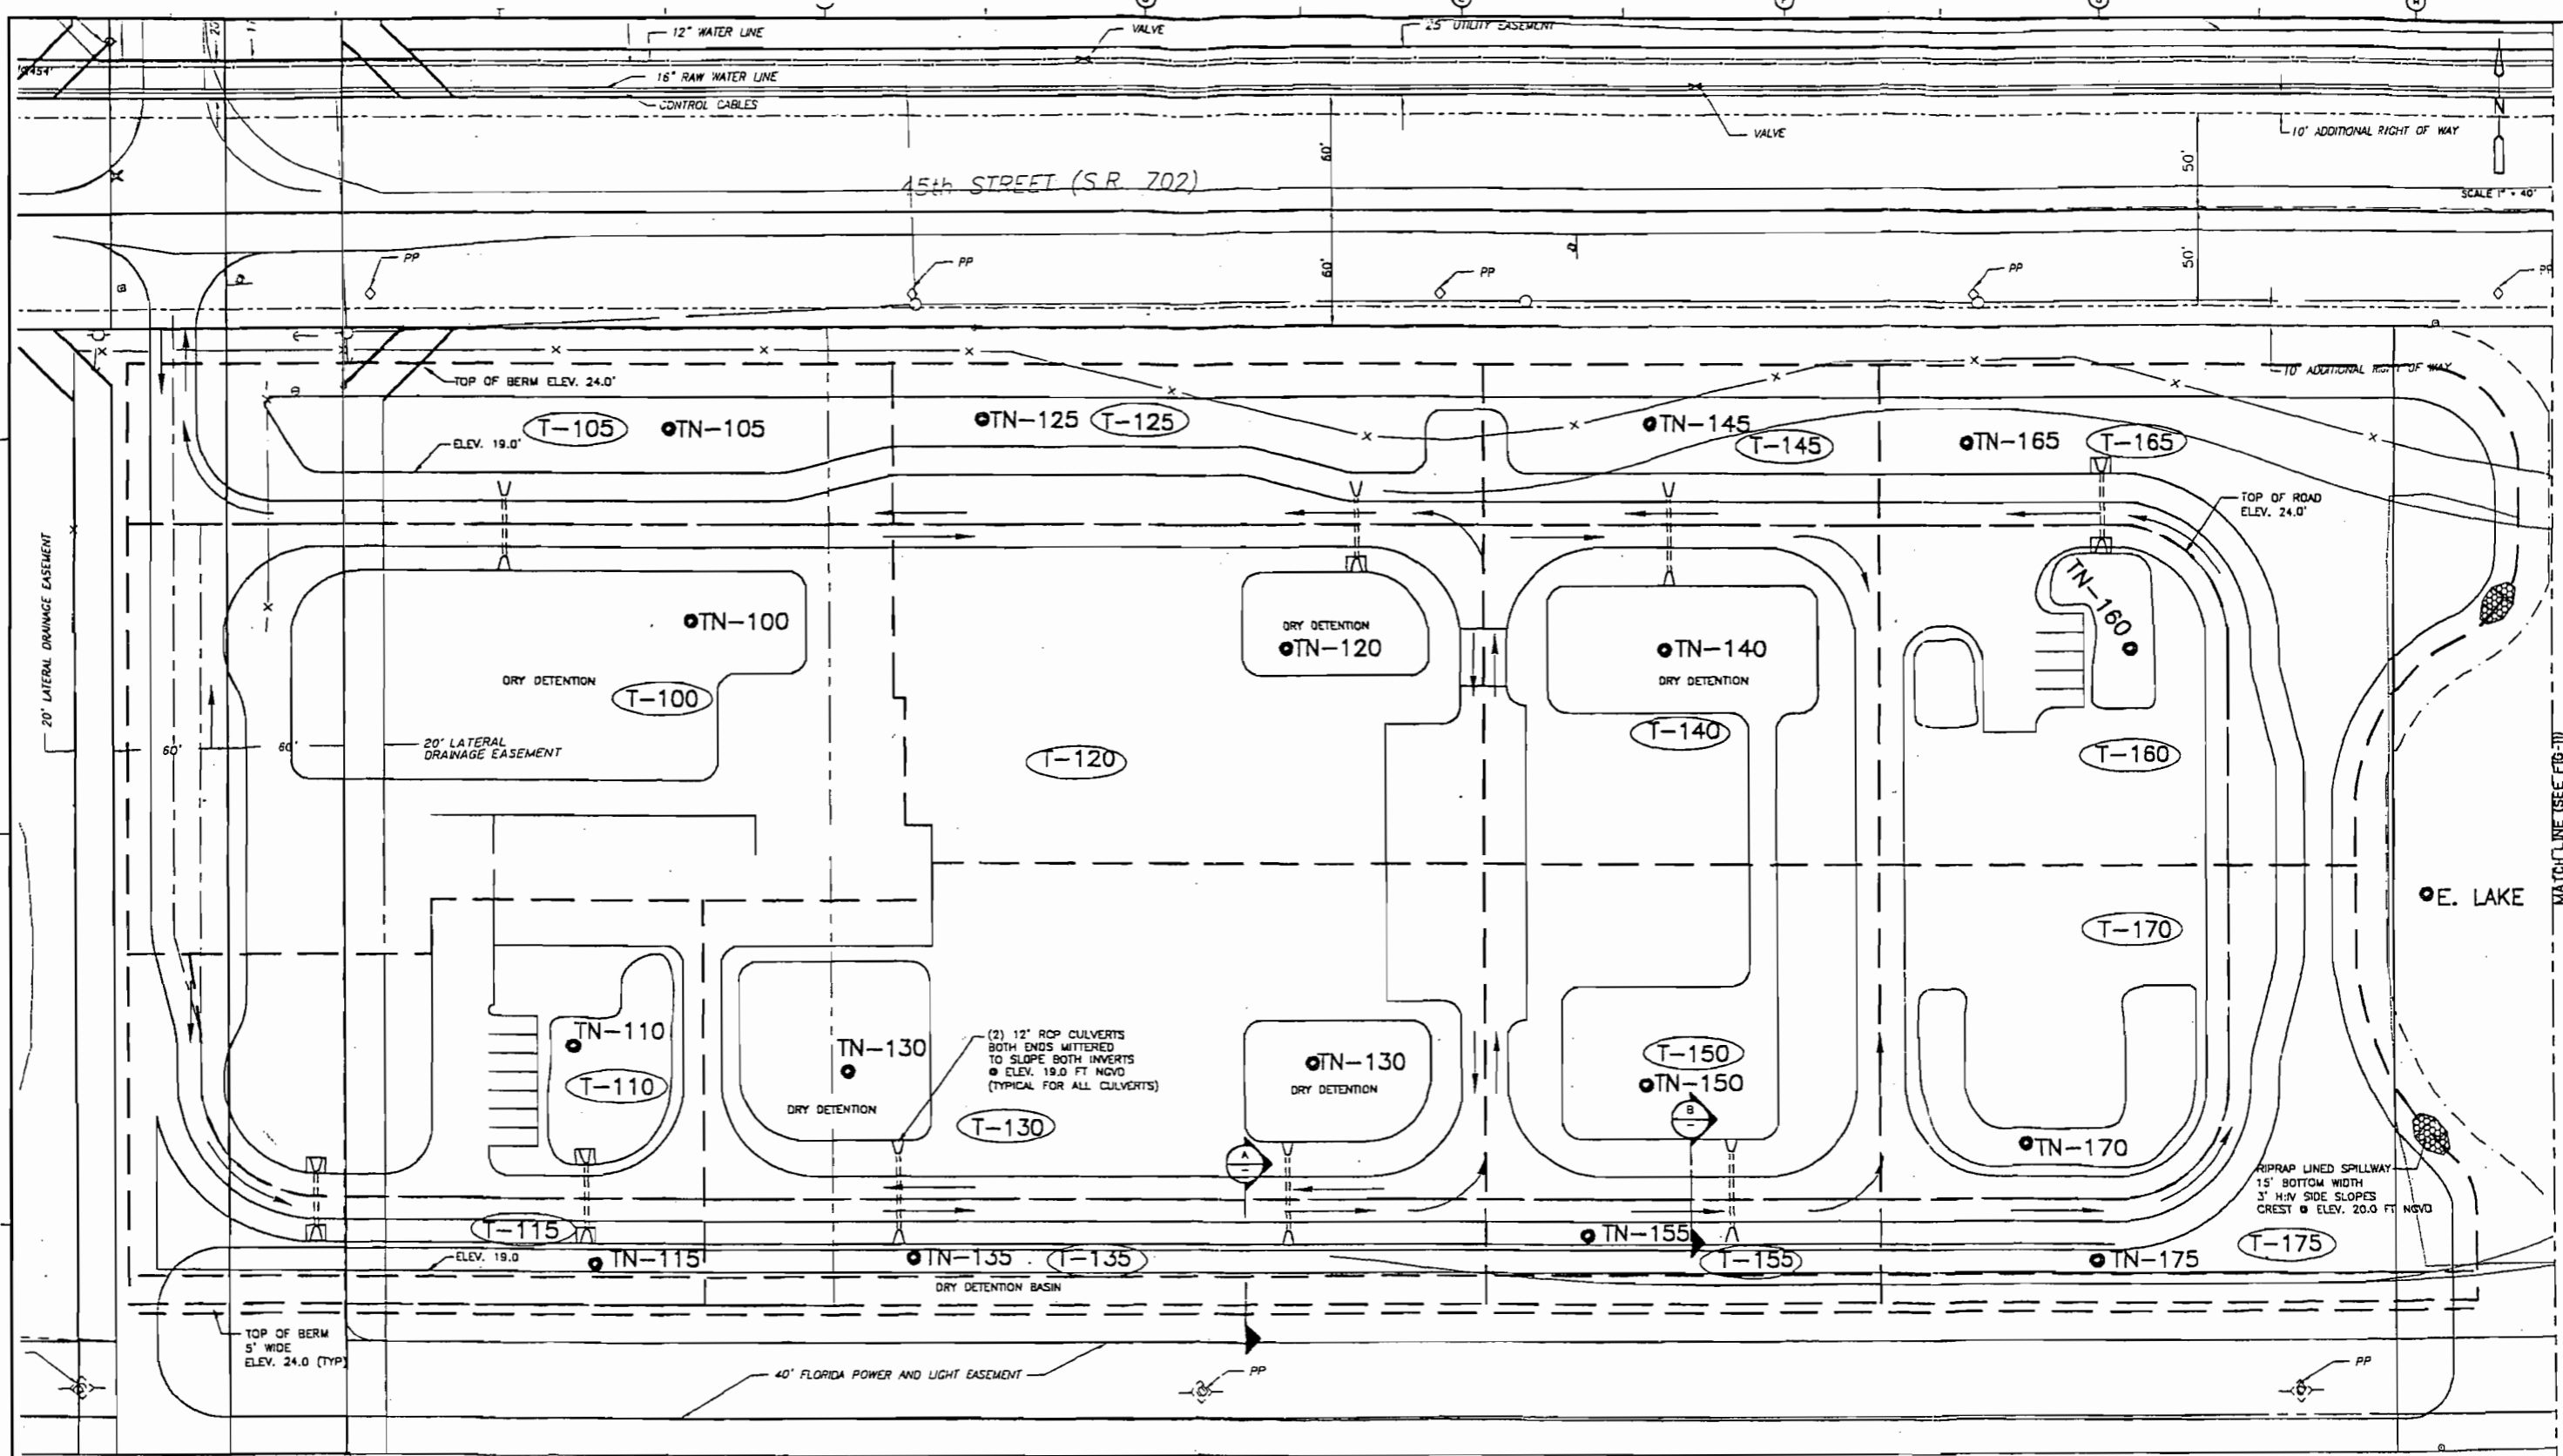 12" WATER LINE
VALVE
25' UTILITY EASEMENT
16" RAW WATER LINE
CONTROL CABLES
VALVE
10' ADDITIONAL RIGHT OF WAY
N
SCALE 1" = 40'
60'
50'
45th STREET (S.R. 702)
PP
PP
PP
PP
PP
60'
50'
TOP OF BERM ELEV. 24.0'
10' ADDITIONAL RIGHT OF WAY
T-105
TN-105
TN-125
T-125
TN-145
T-145
TN-165
T-165
ELEV. 19.0'
TOP OF ROAD
ELEV. 24.0'
20' LATERAL DRAINAGE EASEMENT
TN-100
DRY DETENTION
T-100
DRY DETENTION
TN-120
TN-140
DRY DETENTION
TN-160
T-140
60'
60'
20' LATERAL
DRAINAGE EASEMENT
T-120
T-160
MATCH LINE (SEE FIG-11)
E. LAKE
T-170
TN-110
T-110
TN-130
DRY DETENTION
(2) 12" RCP CULVERTS
BOTH ENDS MITTERED
TO SLOPE BOTH INVERTS
@ ELEV. 19.0 FT NGVD
(TYPICAL FOR ALL CULVERTS)
T-130
TN-130
DRY DETENTION
T-150
TN-150
B
A
TN-170
RIPRAP LINED SPILLWAY
15' BOTTOM WIDTH
3' H:1V SIDE SLOPES
CREST @ ELEV. 20.0 FT NGVD
T-115
ELEV. 19.0
TN-115
TN-135
T-135
TN-155
T-155
TN-175
T-175
DRY DETENTION BASIN
TOP OF BERM
5' WIDE
ELEV. 24.0 (TYP)
40' FLORIDA POWER AND LIGHT EASEMENT
PP
PP